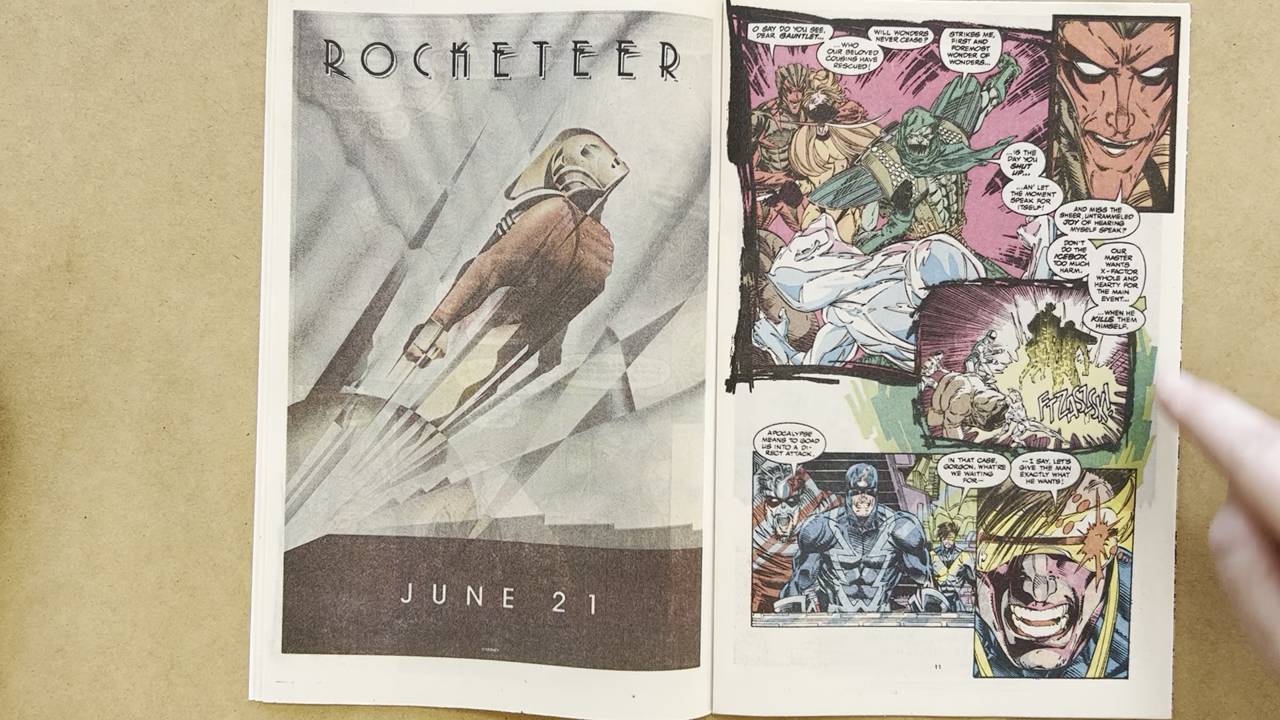 ROCKETEER
JUNE 21
©DISNEY
O SAY DO YOU SEE,
DEAR GAUNTLET...
...WHO
OUR BELOVED
COUSINS HAVE
RESCUED!
WILL WONDERS
NEVER CEASE?
STRIKES ME,
FIRST AND
FOREMOST
WONDER OF
WONDERS...
...IS THE
DAY YOU
SHUT
UP...
...AN' LET
THE MOMENT
SPEAK FOR
ITSELF!
AND MISS THE
SHEER, UNTRAMMELED
JOY OF HEARING
MYSELF SPEAK?
DON'T
DO THE
ICEBOX
TOO MUCH
HARM.
OUR
MASTER
WANTS
X-FACTOR
WHOLE AND
HEARTY FOR
THE MAIN
EVENT...
...WHEN HE
KILLS THEM
HIMSELF.
APOCALYPSE
MEANS TO GOAD
US INTO A DI-
RECT ATTACK.
IN THAT CASE,
GORGON, WHAT'RE
WE WAITING
FOR--
--I SAY, LET'S
GIVE THE MAN
EXACTLY WHAT
HE WANTS!
11